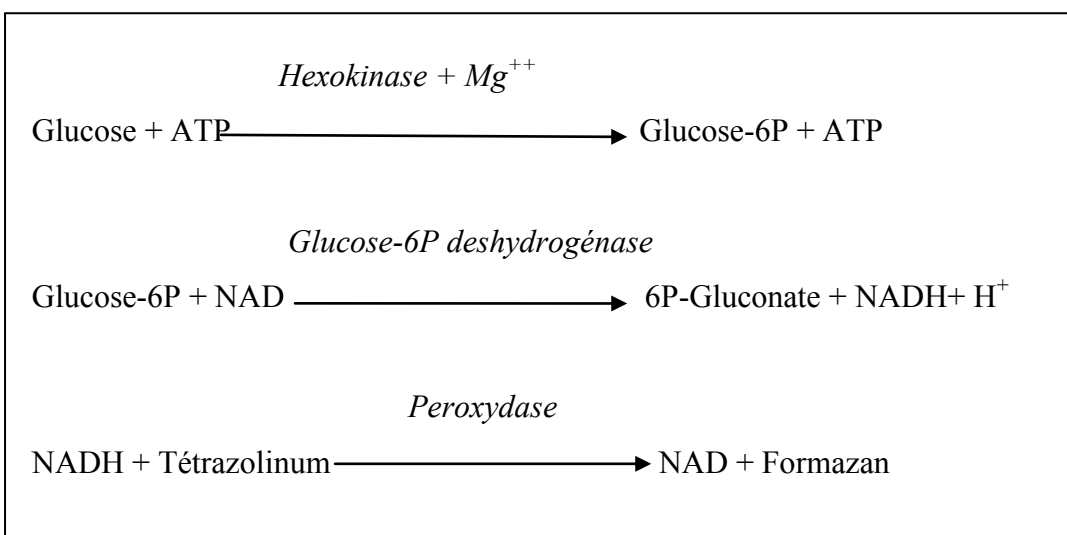 Hexokinase + Mg++
Glucose + ATP Glucose-6P + ATP
Glucose-6P deshydrogénase
Glucose-6P + NAD 6P-Gluconate + NADH+ H+
Peroxydase
NADH + Tétrazolinum NAD + Formazan